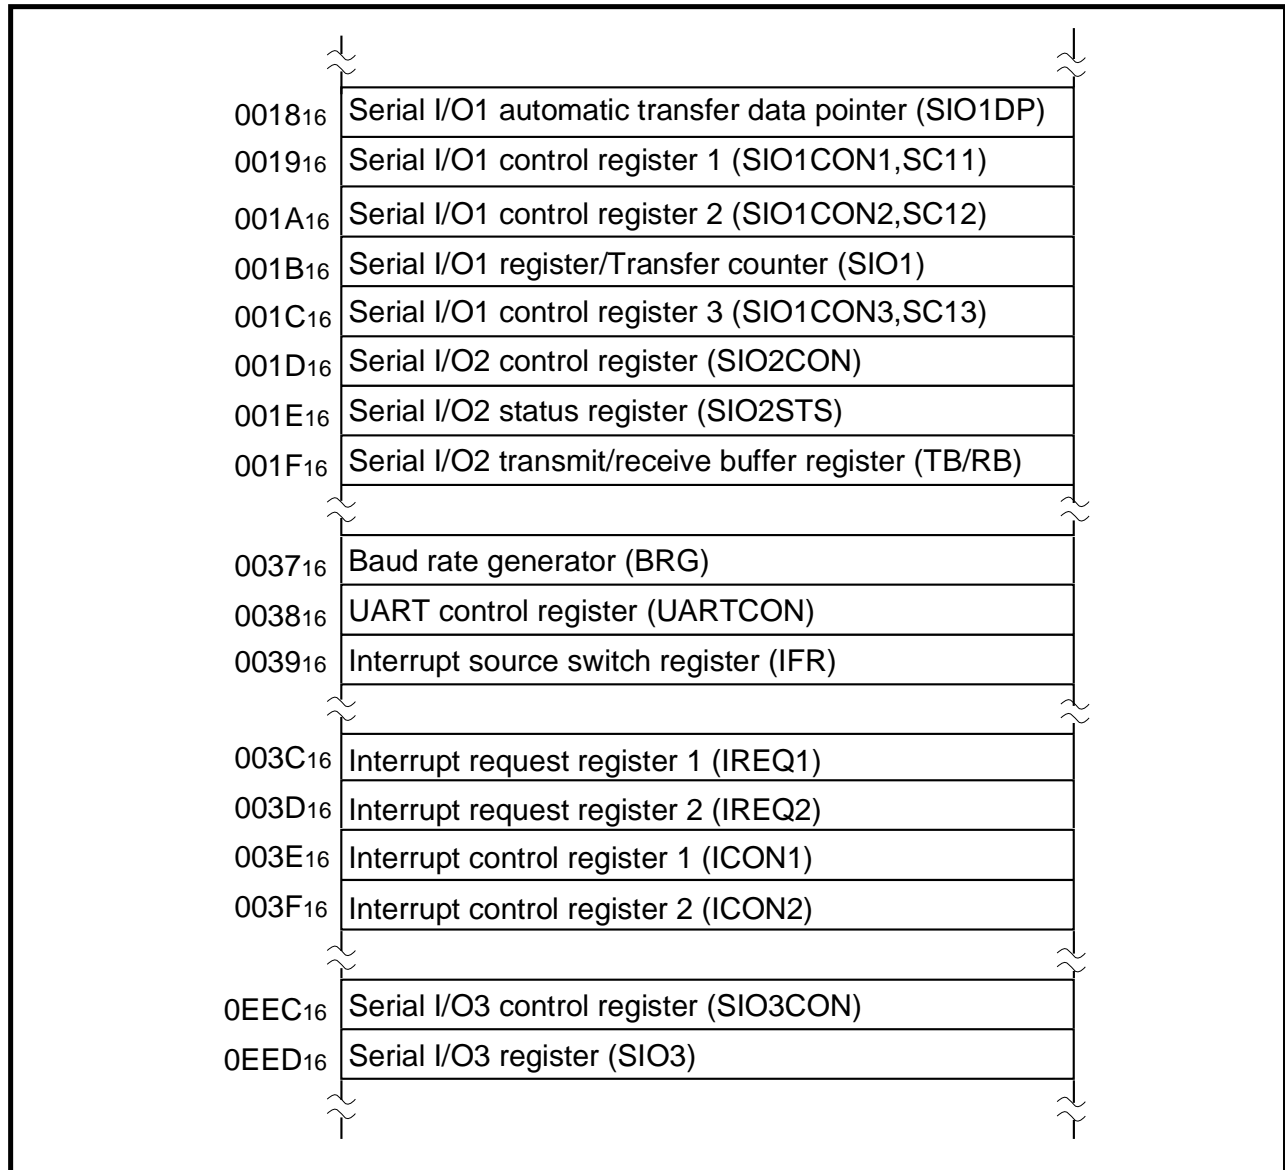 0018₁₆ Serial I/O1 automatic transfer data pointer (SIO1DP)
0019₁₆ Serial I/O1 control register 1 (SIO1CON1,SC11)
001A₁₆ Serial I/O1 control register 2 (SIO1CON2,SC12)
001B₁₆ Serial I/O1 register/Transfer counter (SIO1)
001C₁₆ Serial I/O1 control register 3 (SIO1CON3,SC13)
001D₁₆ Serial I/O2 control register (SIO2CON)
001E₁₆ Serial I/O2 status register (SIO2STS)
001F₁₆ Serial I/O2 transmit/receive buffer register (TB/RB)
0037₁₆ Baud rate generator (BRG)
0038₁₆ UART control register (UARTCON)
0039₁₆ Interrupt source switch register (IFR)
003C₁₆ Interrupt request register 1 (IREQ1)
003D₁₆ Interrupt request register 2 (IREQ2)
003E₁₆ Interrupt control register 1 (ICON1)
003F₁₆ Interrupt control register 2 (ICON2)
0EEC₁₆ Serial I/O3 control register (SIO3CON)
0EED₁₆ Serial I/O3 register (SIO3)